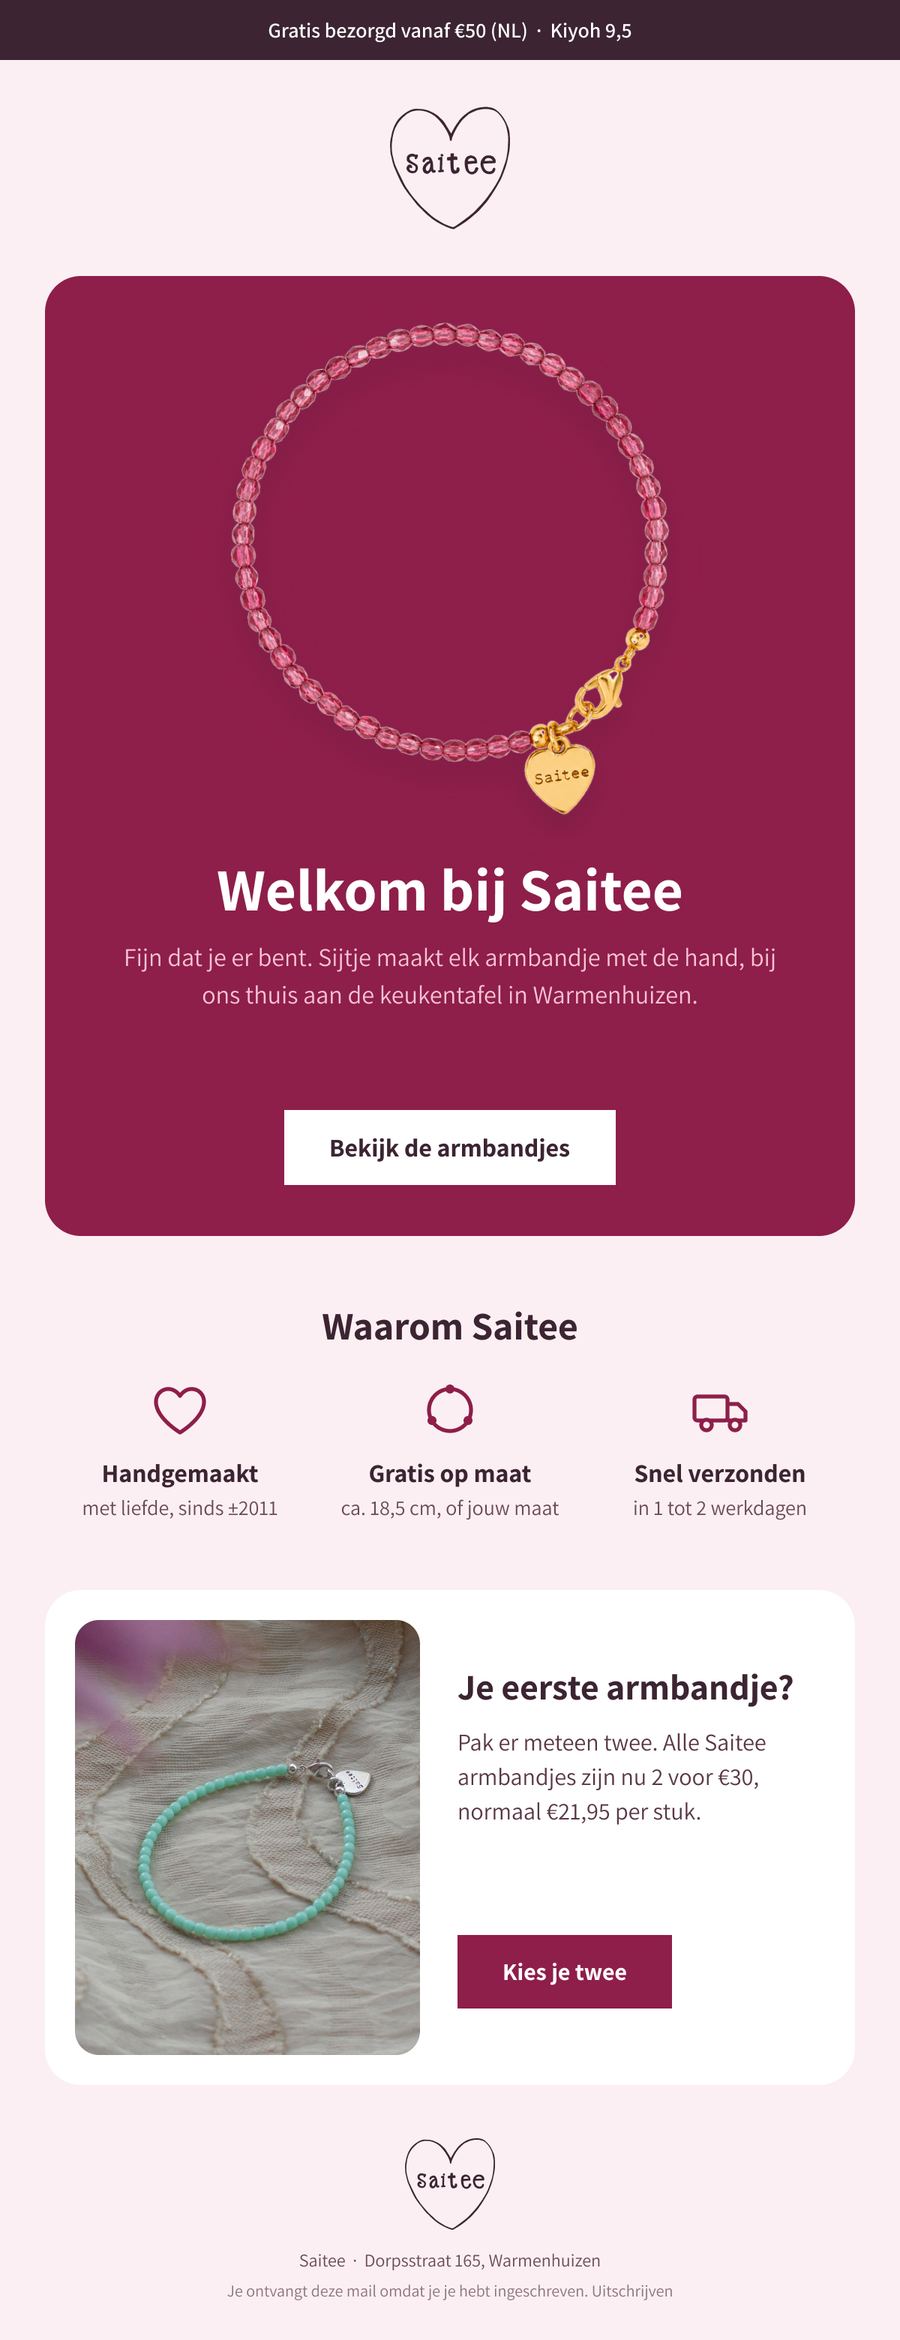 Gratis bezorgd vanaf €50 (NL) · Kiyoh 9,5
Saitee
Saitee
Welkom bij Saitee
Fijn dat je er bent. Sijtje maakt elk armbandje met de hand, bij
ons thuis aan de keukentafel in Warmenhuizen.
Bekijk de armbandjes
Waarom Saitee
Handgemaakt
met liefde, sinds ±2011
Gratis op maat
ca. 18,5 cm, of jouw maat
Snel verzonden
in 1 tot 2 werkdagen
Saitee
Je eerste armbandje?
Pak er meteen twee. Alle Saitee
armbandjes zijn nu 2 voor €30,
normaal €21,95 per stuk.
Kies je twee
Saitee
Saitee · Dorpsstraat 165, Warmenhuizen
Je ontvangt deze mail omdat je je hebt ingeschreven. Uitschrijven